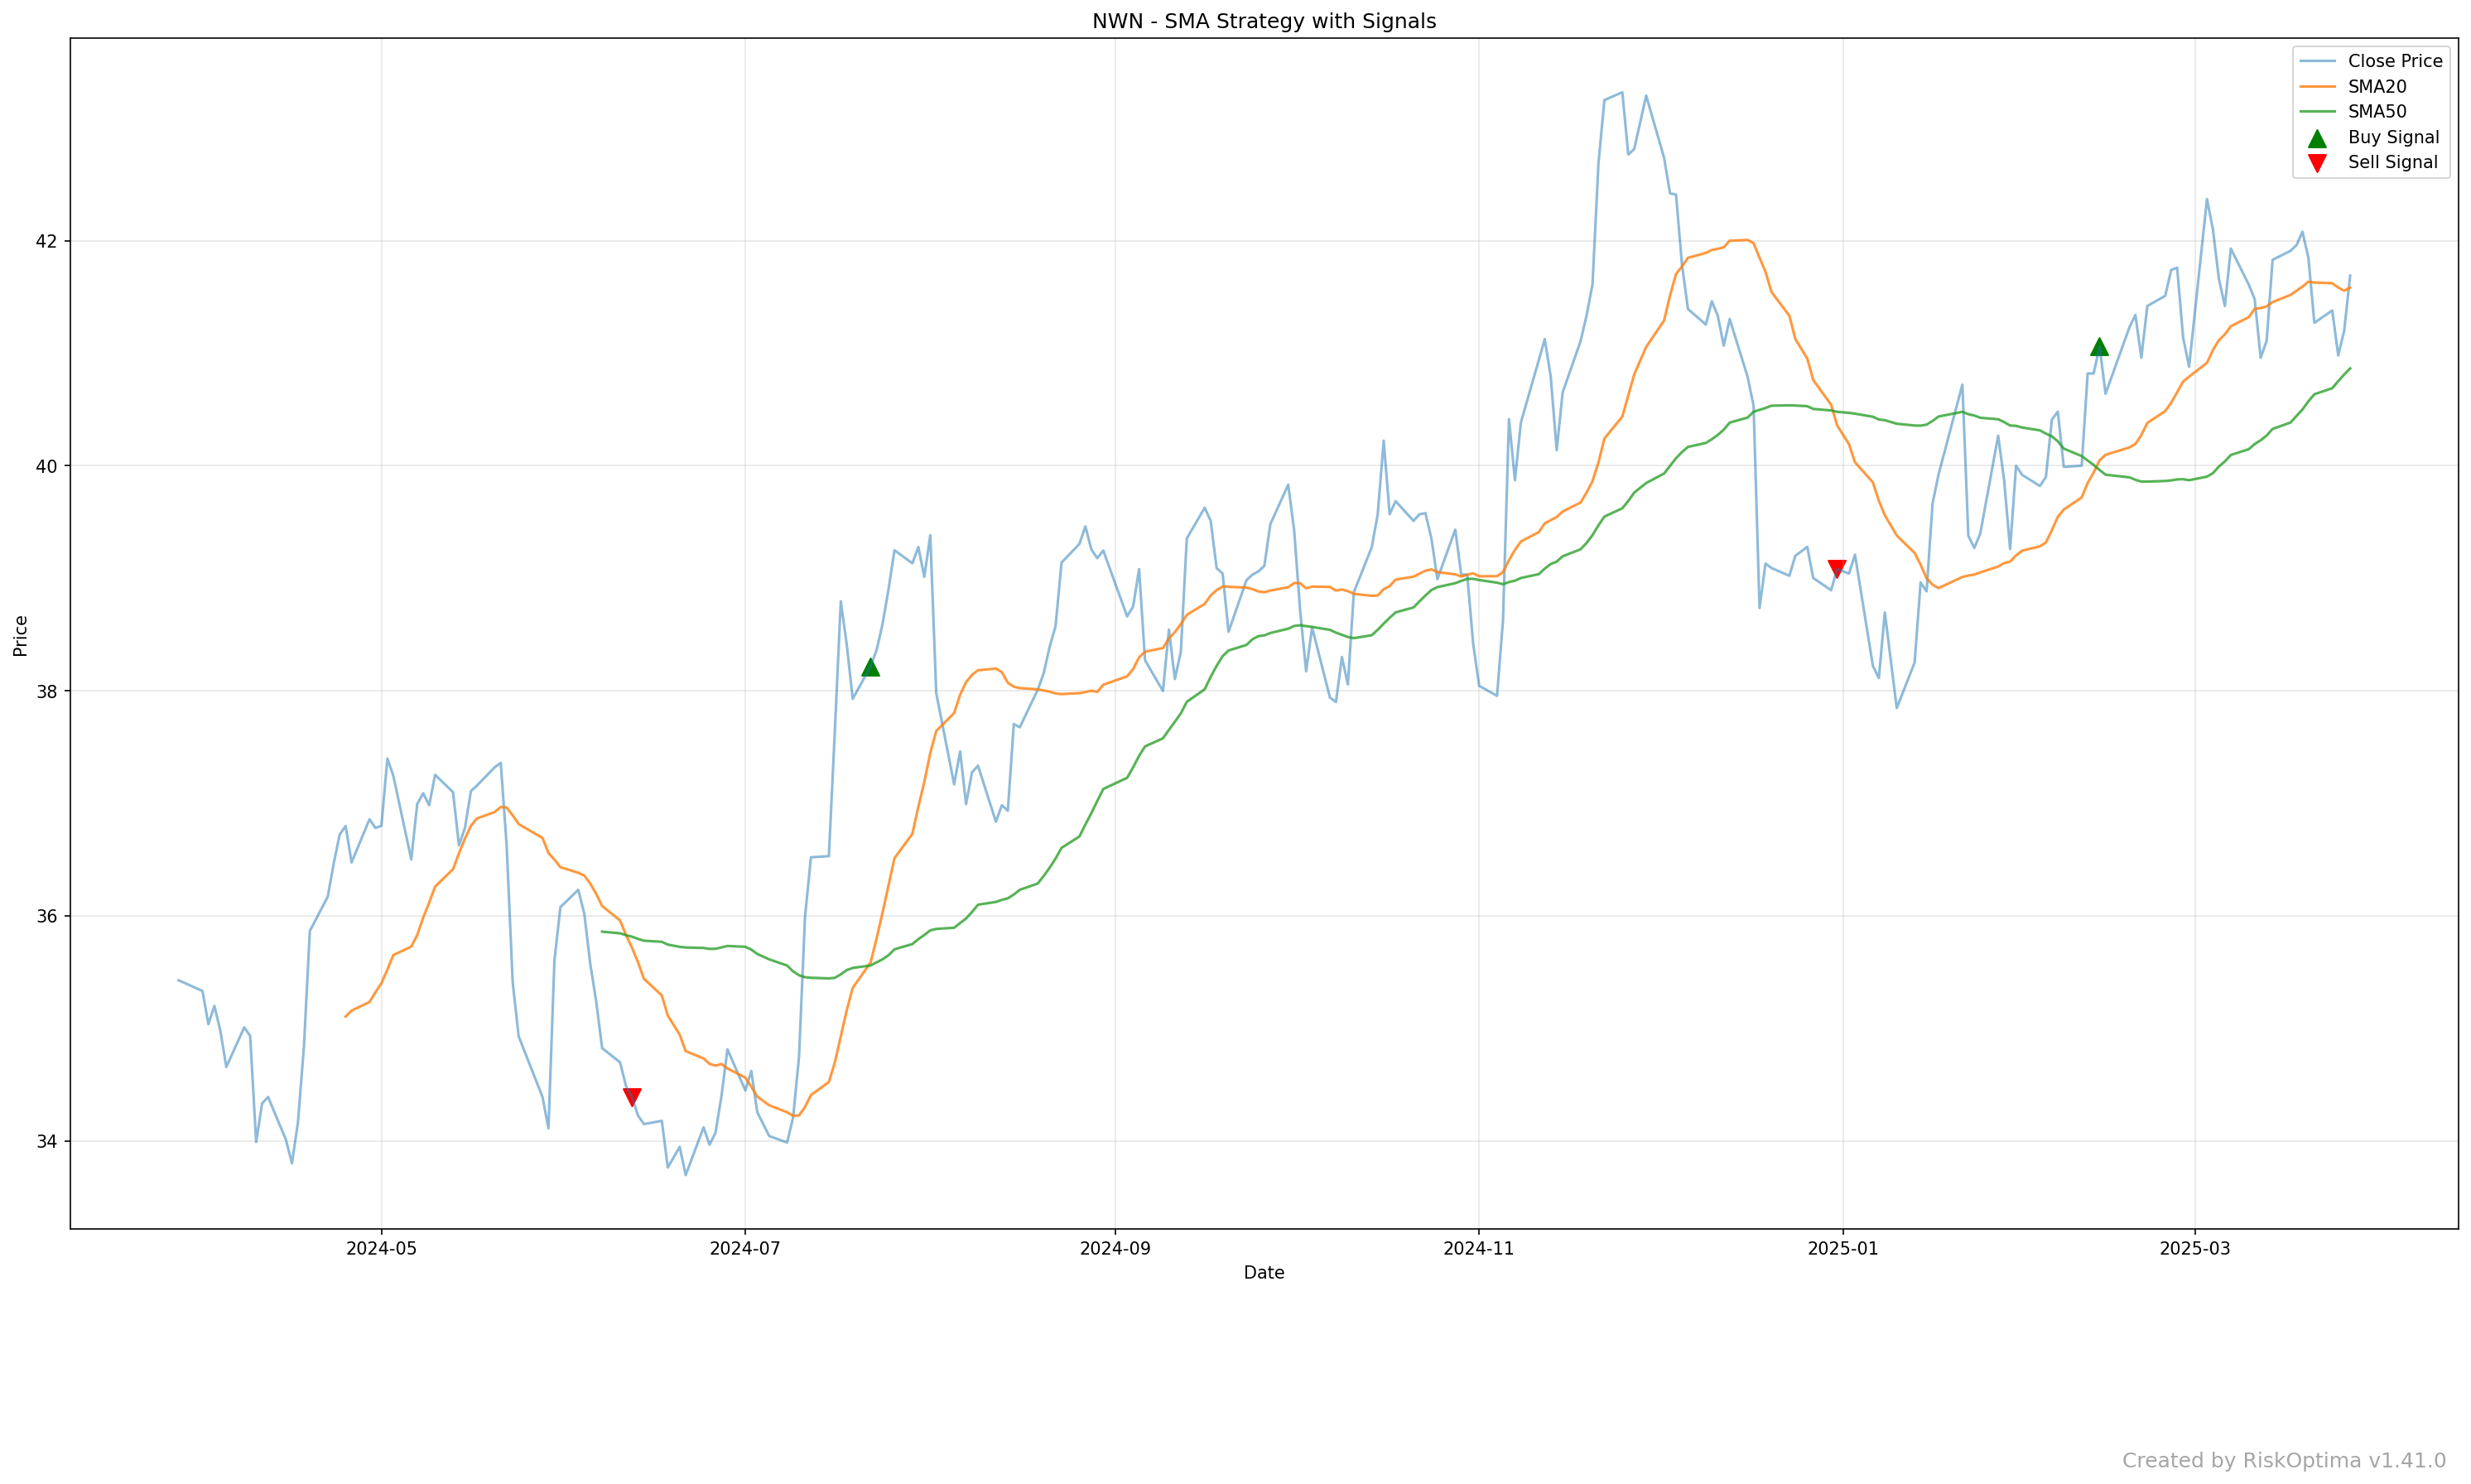 NWN - SMA Strategy with Signals
Close Price
SMA20
SMA50
Buy Signal
Sell Signal
Price
42
40
38
36
34
2024-05 2024-07 2024-09 2024-11 2025-01 2025-03
Date
Created by RiskOptima v1.41.0